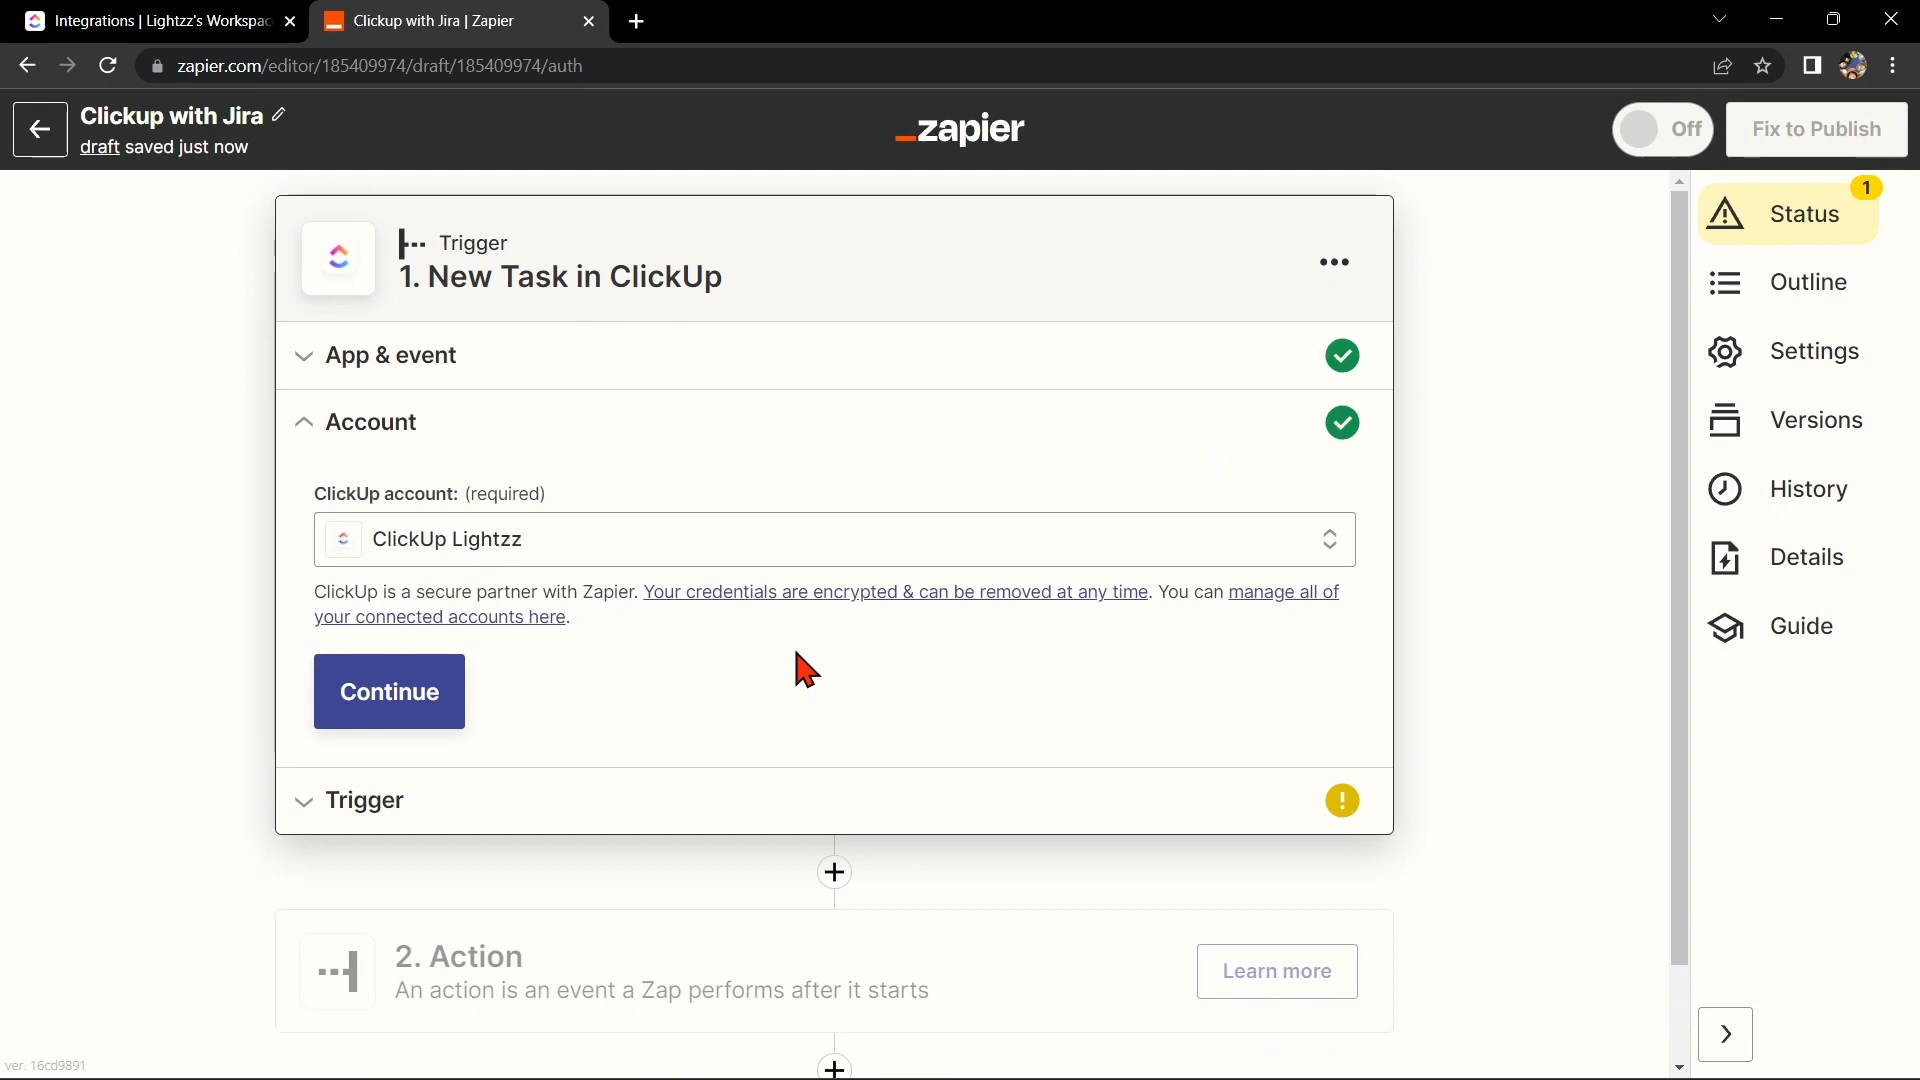 Integrations | Lightzz's Workspac
Clickup with Jira | Zapier
zapier.com/editor/185409974/draft/185409974/auth
Clickup with Jira
draft saved just now
_zapier
Off
Fix to Publish
Trigger
1. New Task in ClickUp
App & event
Account
ClickUp account: (required)
ClickUp Lightzz
ClickUp is a secure partner with Zapier. Your credentials are encrypted & can be removed at any time. You can manage all of
your connected accounts here.
Continue
Trigger
2. Action
An action is an event a Zap performs after it starts
Learn more
1
Status
Outline
Settings
Versions
History
Details
Guide
ver. 16cd9891